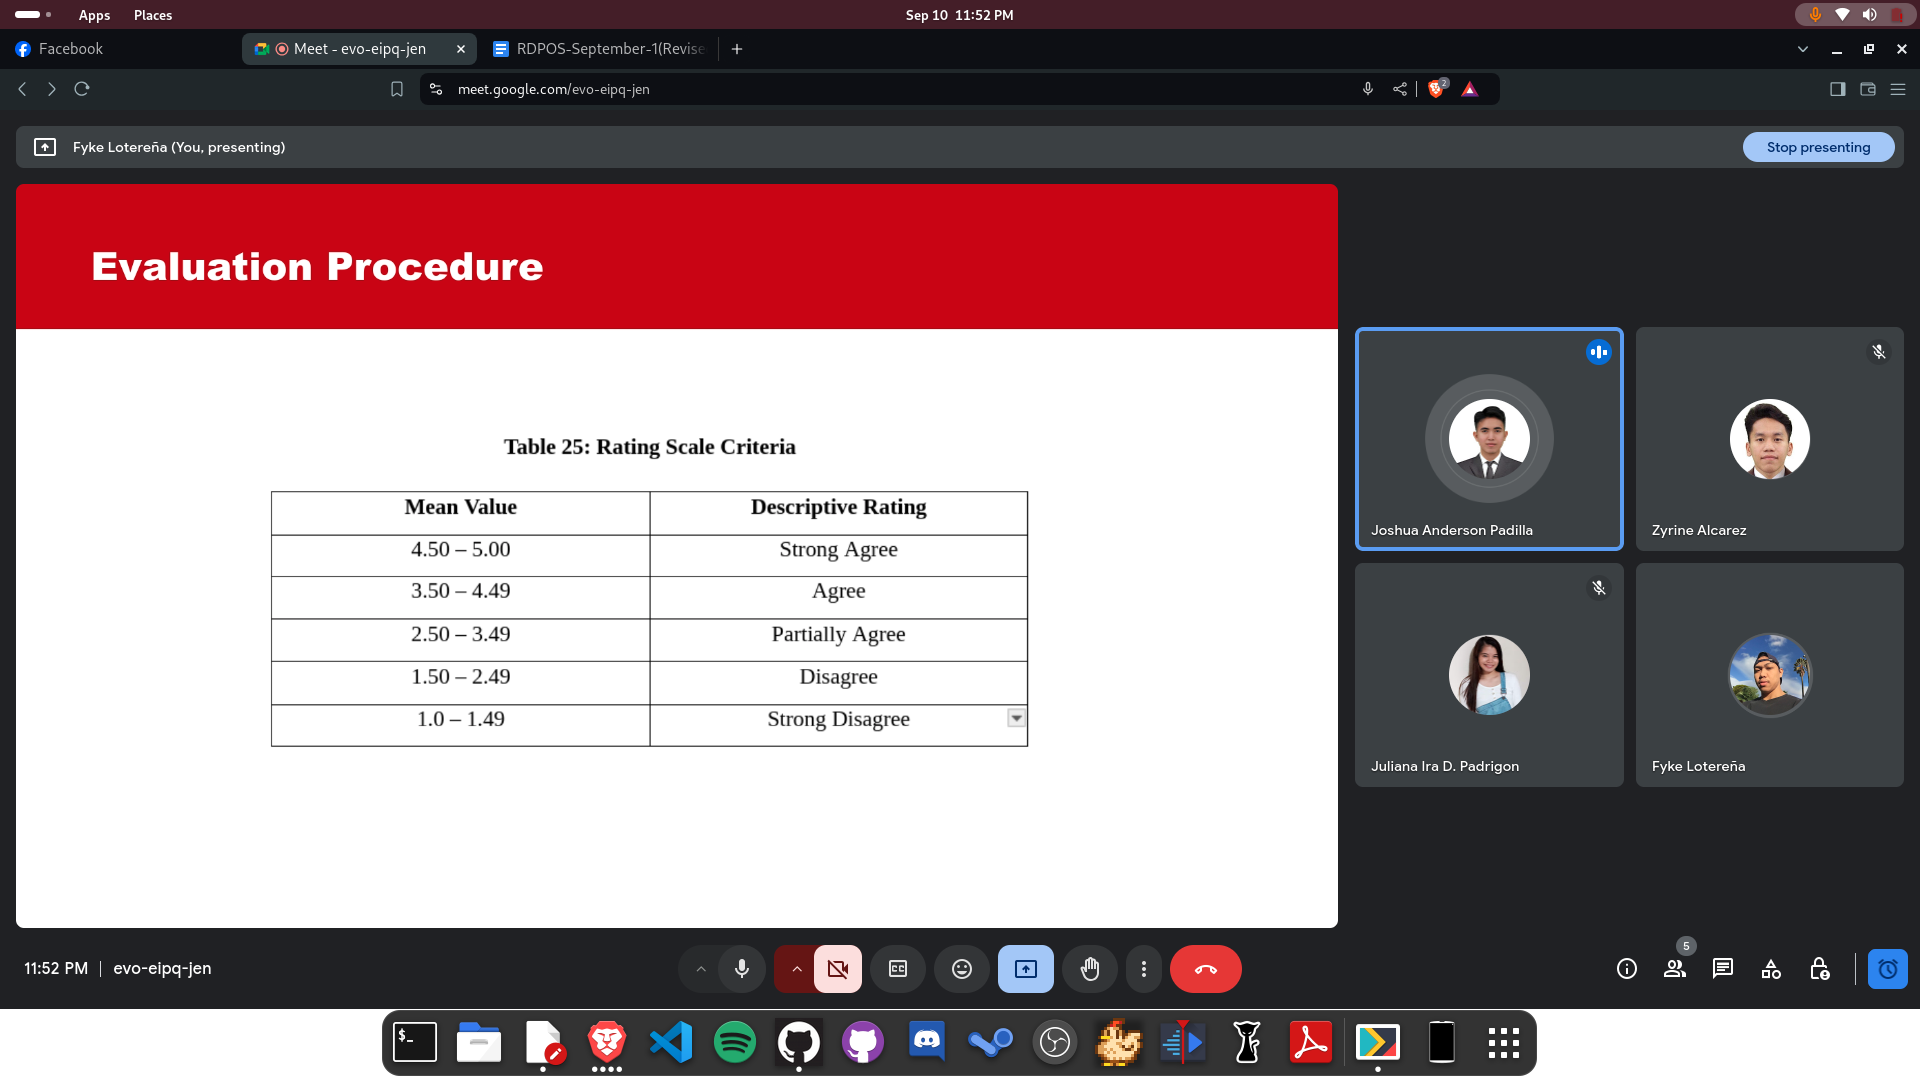 Apps Places Sep 10 11:52 PM
Facebook Meet - evo-eipq-jen RDPOS-September-1(Revise
meet.google.com/evo-eipq-jen 2
Fyke Lotereña (You, presenting) Stop presenting
Evaluation Procedure
Table 25: Rating Scale Criteria
Mean Value Descriptive Rating
4.50 – 5.00 Strong Agree
3.50 – 4.49 Agree
2.50 – 3.49 Partially Agree
1.50 – 2.49 Disagree
1.0 – 1.49 Strong Disagree
Joshua Anderson Padilla Zyrine Alcarez
Juliana Ira D. Padrigon Fyke Lotereña
11:52 PM | evo-eipq-jen CC 5
$_